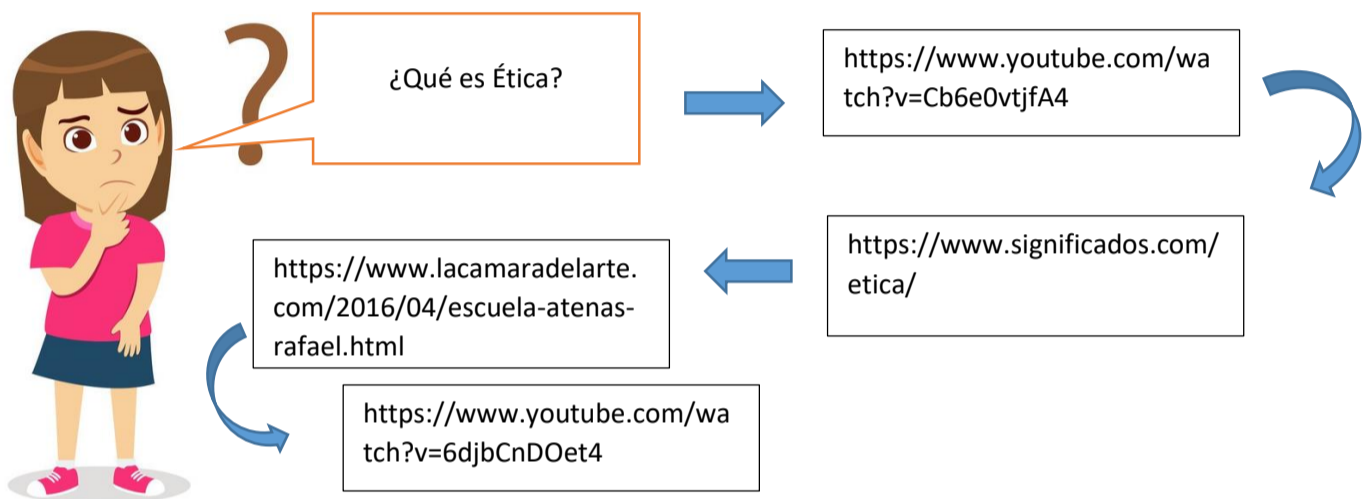 ¿Qué es Ética?
https://www.youtube.com/wa
tch?v=Cb6e0vtjfA4
https://www.significados.com/
etica/
https://www.lacamaradelarte.
com/2016/04/escuela-atenas-
rafael.html
https://www.youtube.com/wa
tch?v=6djbCnDOet4